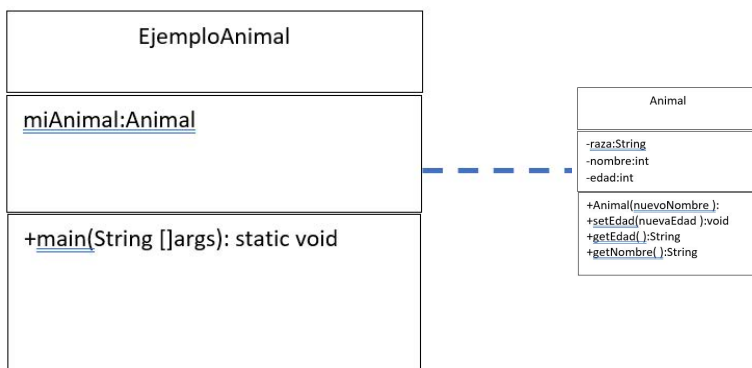 EjemploAnimal
miAnimal:Animal
+main(String []args): static void
Animal
-raza:String
-nombre:int
-edad:int
+Animal(nuevoNombre ):
+setEdad(nuevaEdad ):void
+getEdad( ):String
+getNombre( ):String